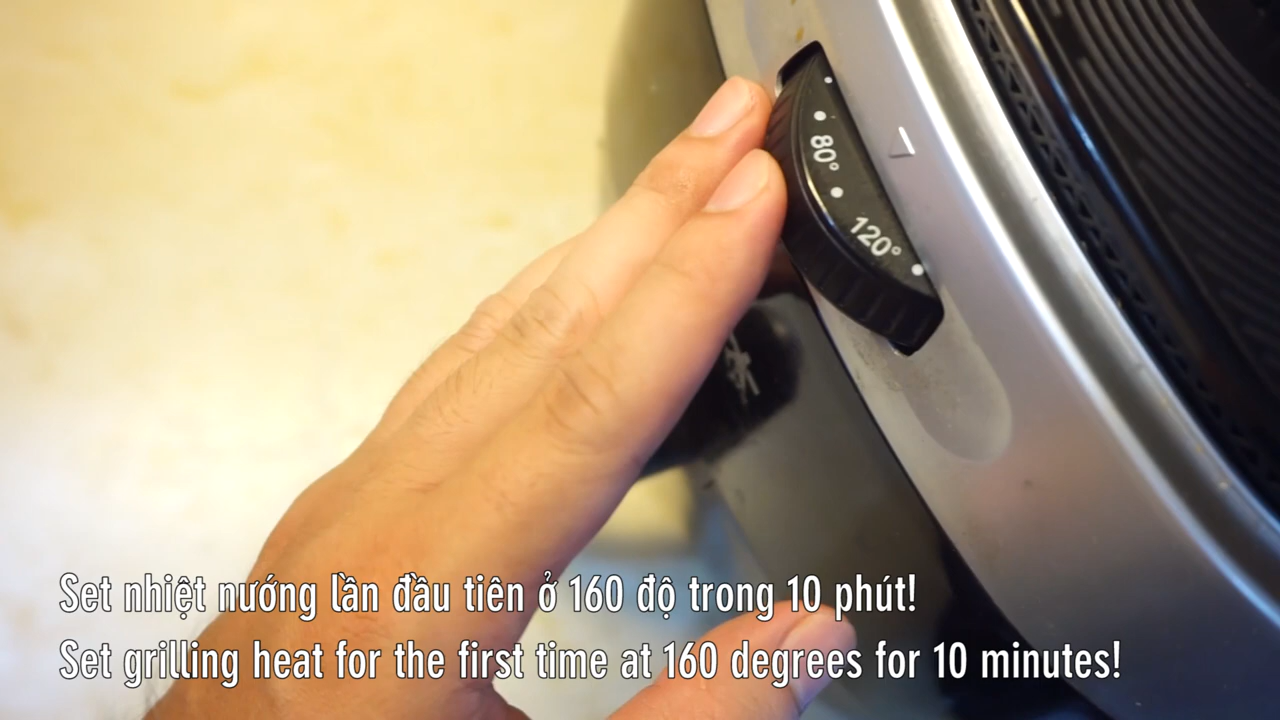 80°
120°
Set nhiệt nướng lần đầu tiên ở 160 độ trong 10 phút!
Set grilling heat for the first time at 160 degrees for 10 minutes!